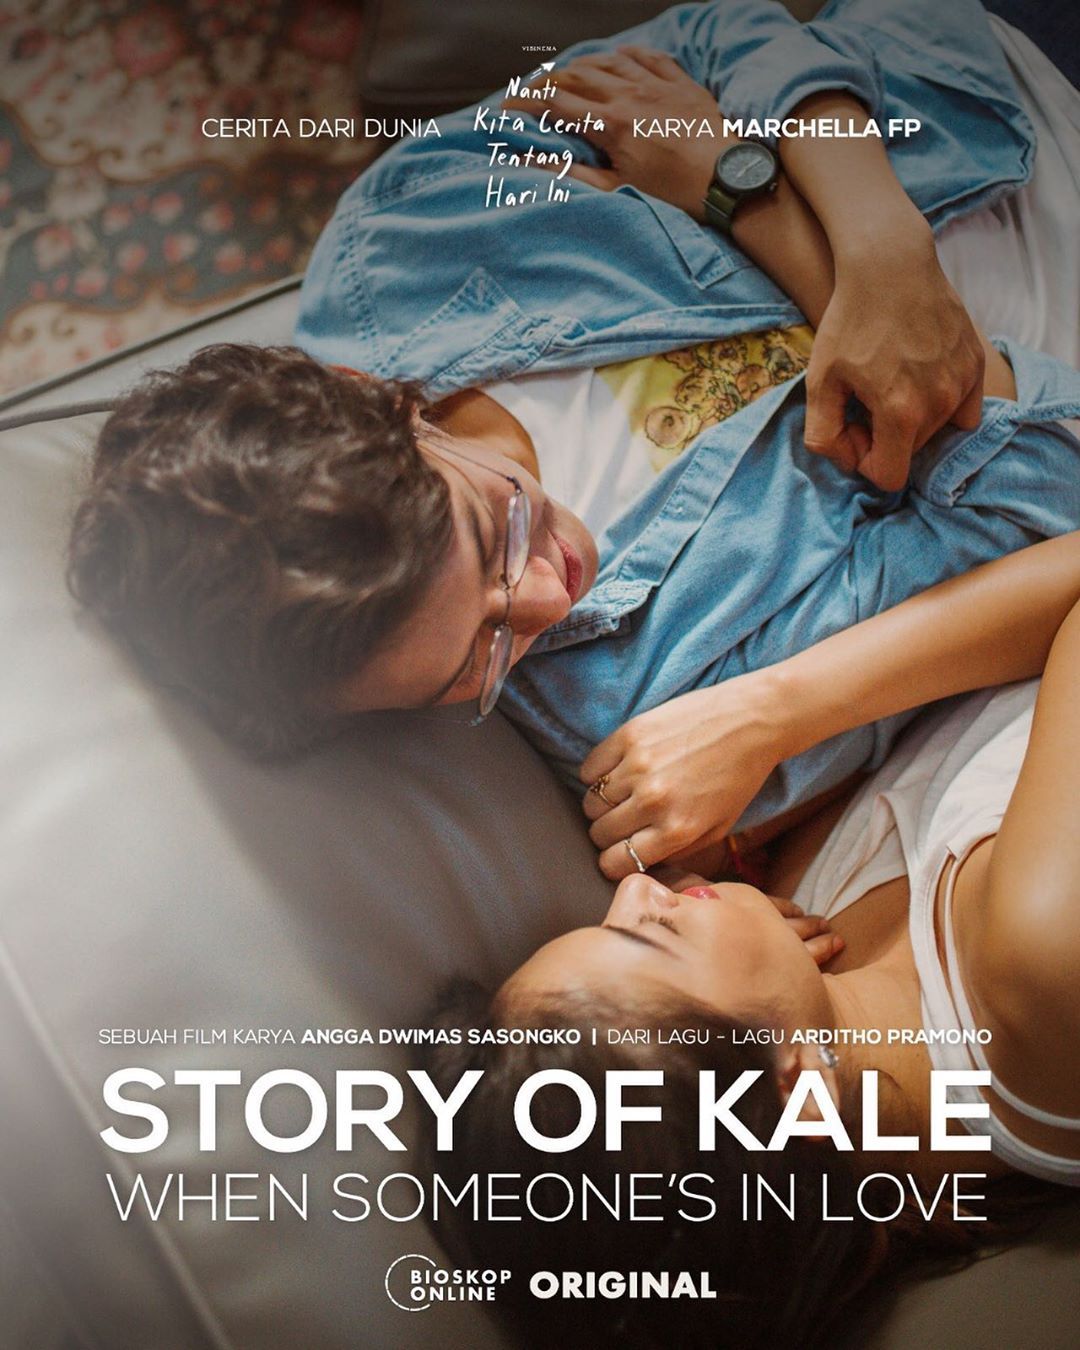 VISINEMA
CERITA DARI DUNIA
Nanti
Kita Cerita
Tentang
Hari Ini
KARYA MARCHELLA FP
SEBUAH FILM KARYA ANGGA DWIMAS SASONGKO | DARI LAGU - LAGU ARDITHO PRAMONO
STORY OF KALE
WHEN SOMEONE'S IN LOVE
BIOSKOP
ONLINE
ORIGINAL